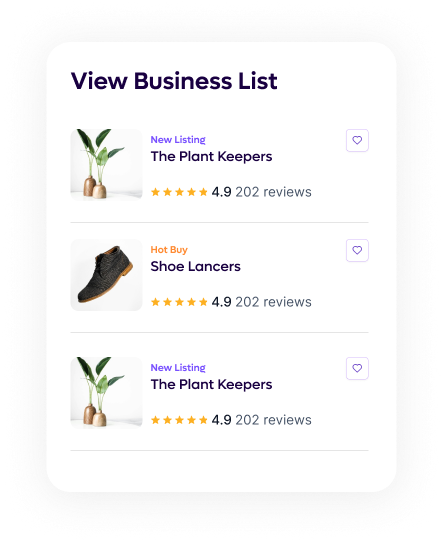 View Business List
New Listing
The Plant Keepers
4.9 202 reviews
Hot Buy
Shoe Lancers
4.9 202 reviews
New Listing
The Plant Keepers
4.9 202 reviews